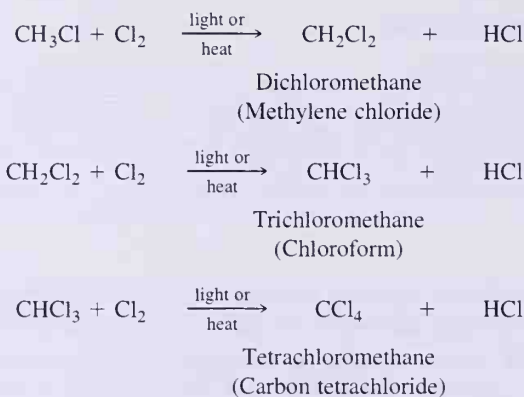 CH₃Cl + Cl₂ light or heat → CH₂Cl₂ + HCl
Dichloromethane
(Methylene chloride)
CH₂Cl₂ + Cl₂ light or heat → CHCl₃ + HCl
Trichloromethane
(Chloroform)
CHCl₃ + Cl₂ light or heat → CCl₄ + HCl
Tetrachloromethane
(Carbon tetrachloride)